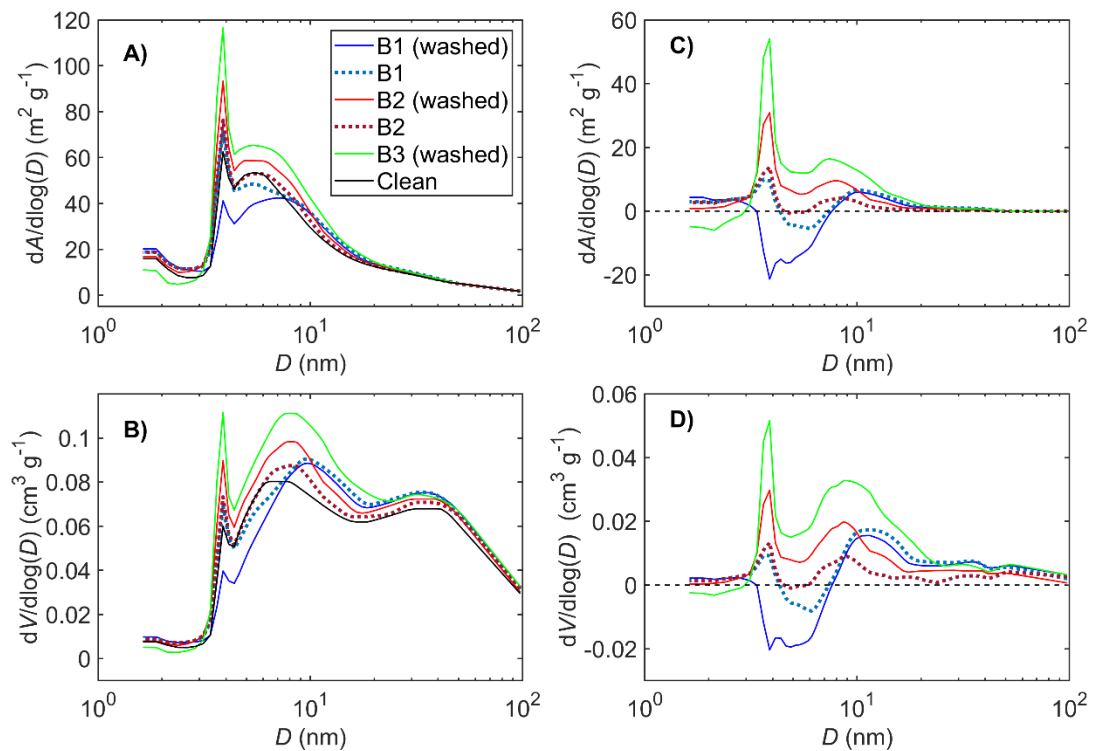 A)
120
100
80
60
40
20
0
dA/dlog(D) (m² g⁻¹)
B1 (washed)
B1
B2 (washed)
B2
B3 (washed)
Clean
10⁰ 10¹ 10²
D (nm)
C)
60
40
20
0
-20
dA/dlog(D) (m² g⁻¹)
10⁰ 10¹ 10²
D (nm)
B)
0.1
0.08
0.06
0.04
0.02
0
dV/dlog(D) (cm³ g⁻¹)
10⁰ 10¹ 10²
D (nm)
D)
0.06
0.04
0.02
0
-0.02
dV/dlog(D) (cm³ g⁻¹)
10⁰ 10¹ 10²
D (nm)